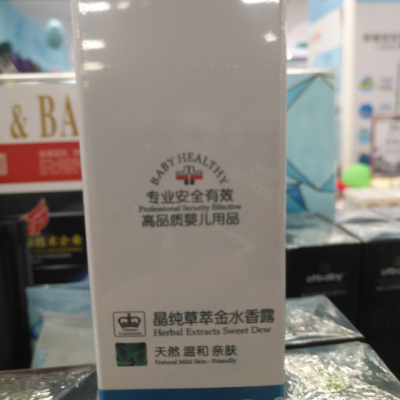 & BA
BABY HEALTHY
专业安全有效
Professional Security Effective
高品质婴儿用品
晶纯草萃金水香露
Herbal Extracts Sweet Dew
天然 温和 亲肤
Natural Mild Skin - Friendly